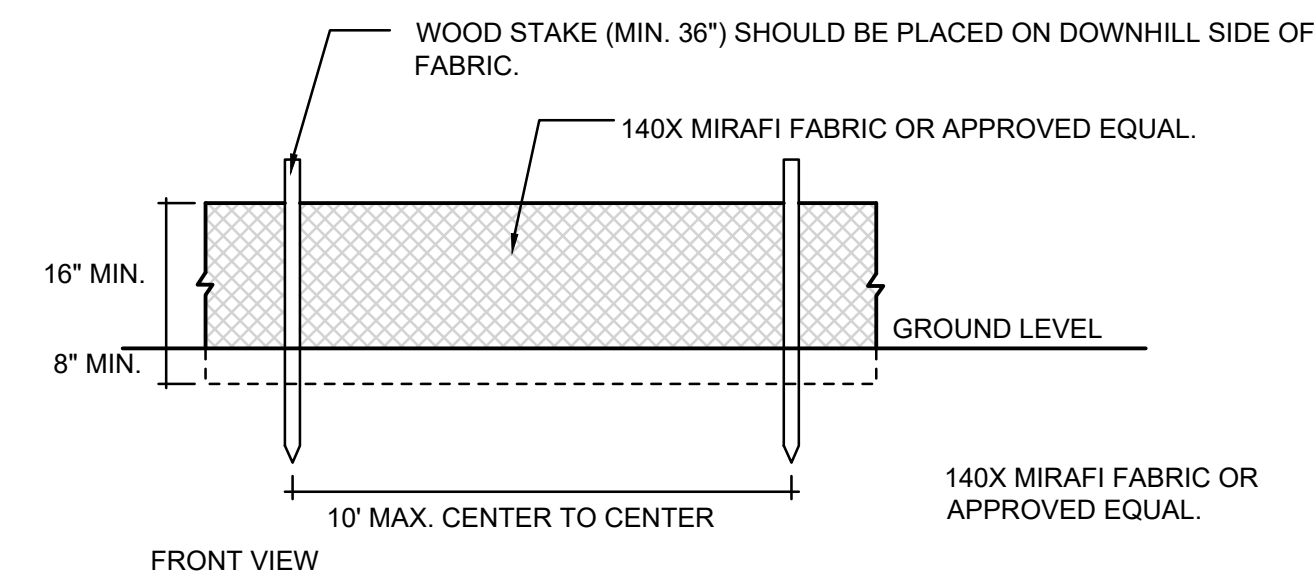 WOOD STAKE (MIN. 36") SHOULD BE PLACED ON DOWNHILL SIDE OF
FABRIC.
140X MIRAFI FABRIC OR APPROVED EQUAL.
16" MIN.
GROUND LEVEL
8" MIN.
140X MIRAFI FABRIC OR
APPROVED EQUAL.
10' MAX. CENTER TO CENTER
FRONT VIEW